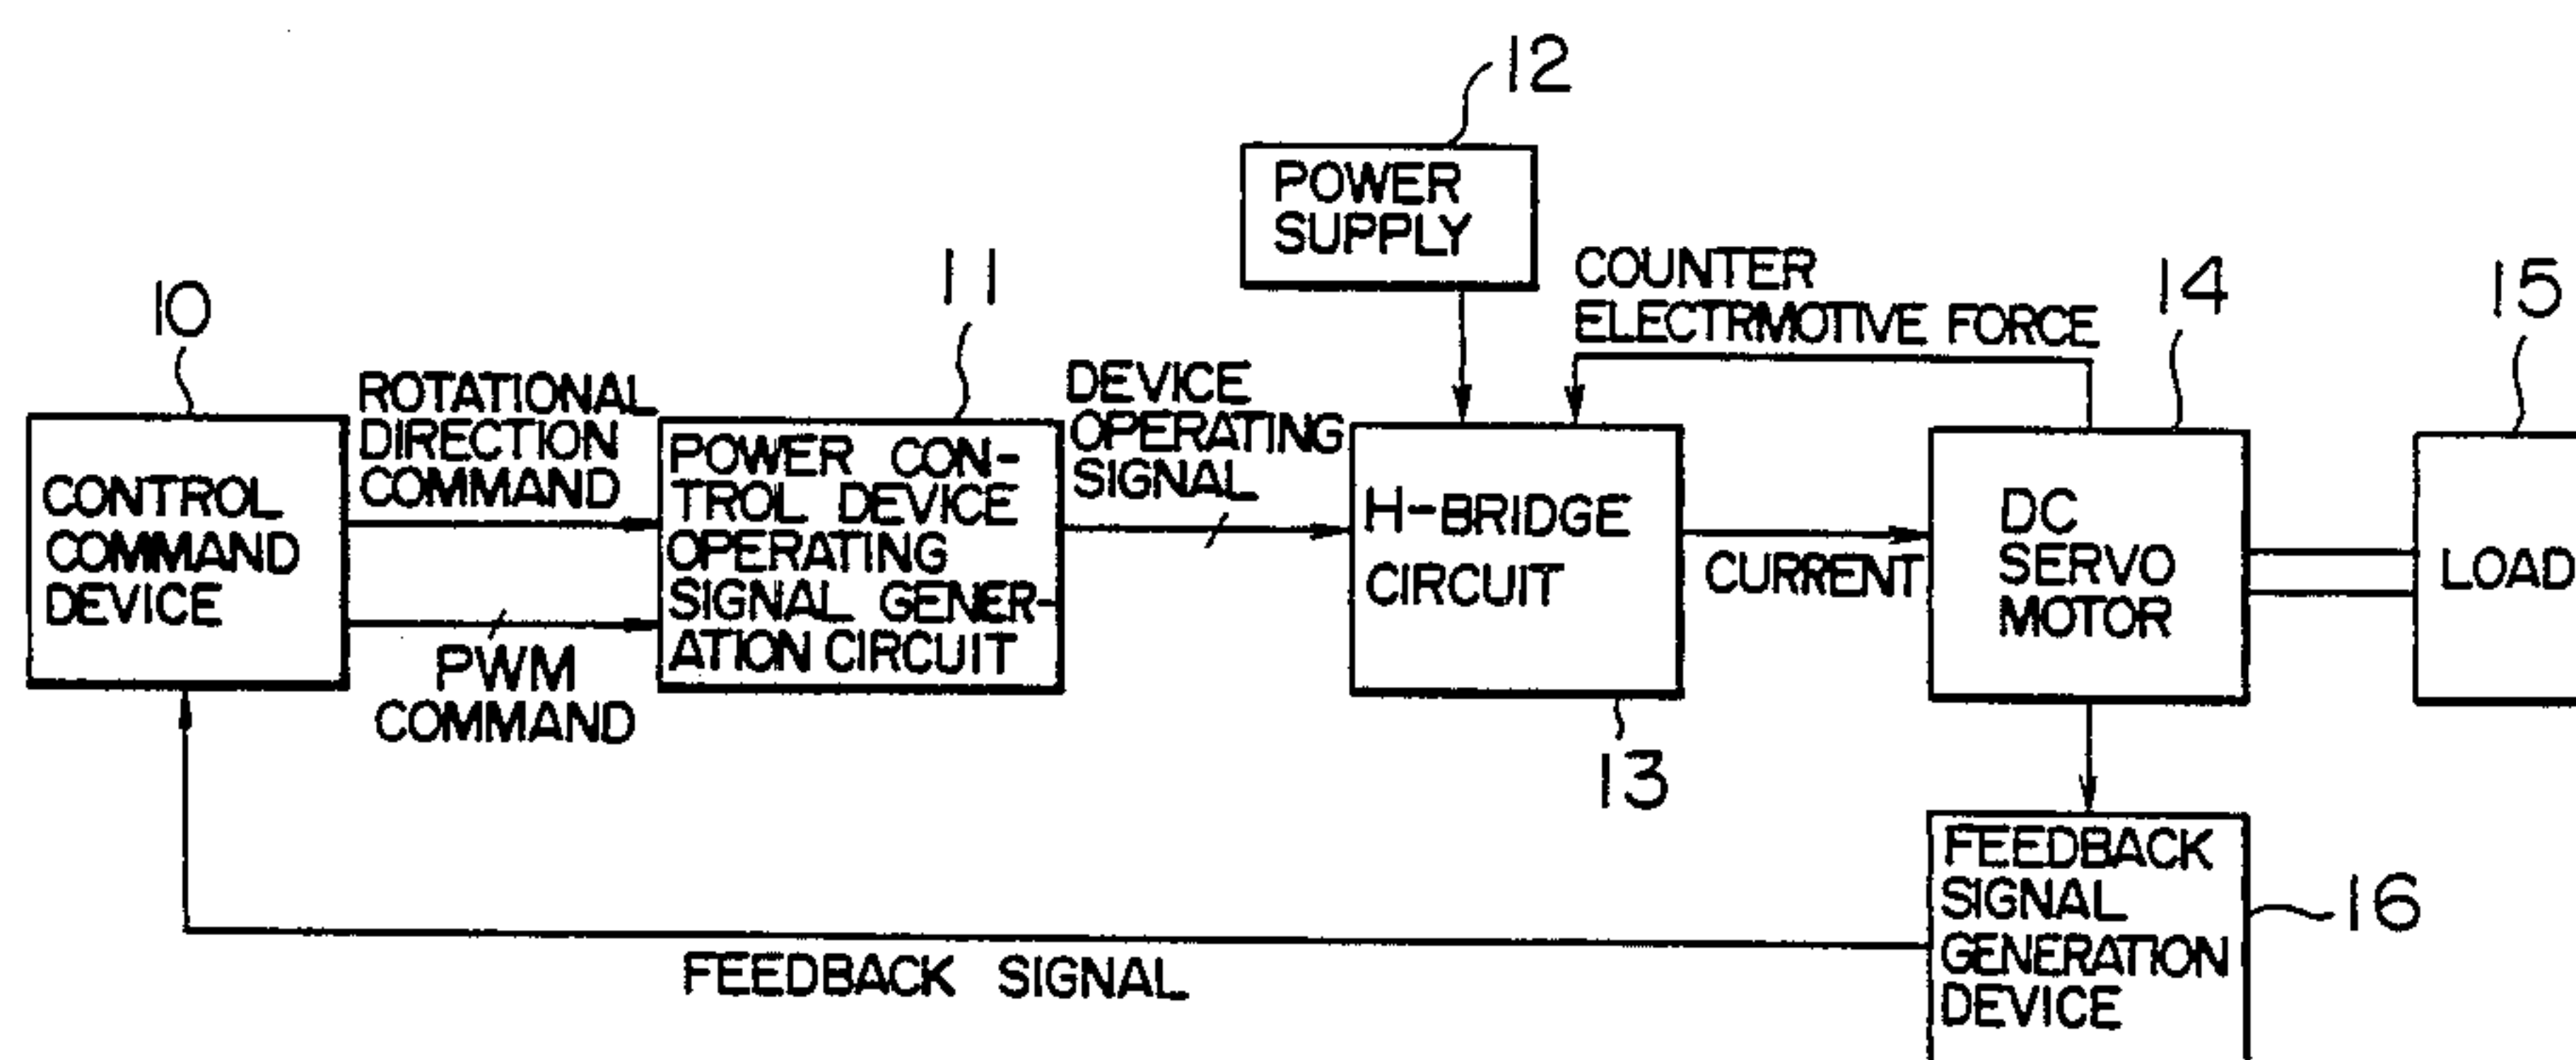 12
POWER
SUPPLY
10
11
COUNTER
ELECTRMOTIVE FORCE
14
15
ROTATIONAL
DIRECTION
COMMAND
DEVICE
OPERATING
SIGNAL
CONTROL
COMMAND
DEVICE
POWER CON-
TROL DEVICE
OPERATING
SIGNAL GENER-
ATION CIRCUIT
H-BRIDGE
CIRCUIT
CURRENT
DC
SERVO
MOTOR
LOAD
PWM
COMMAND
13
FEEDBACK
SIGNAL
GENERATION
DEVICE
16
FEEDBACK SIGNAL